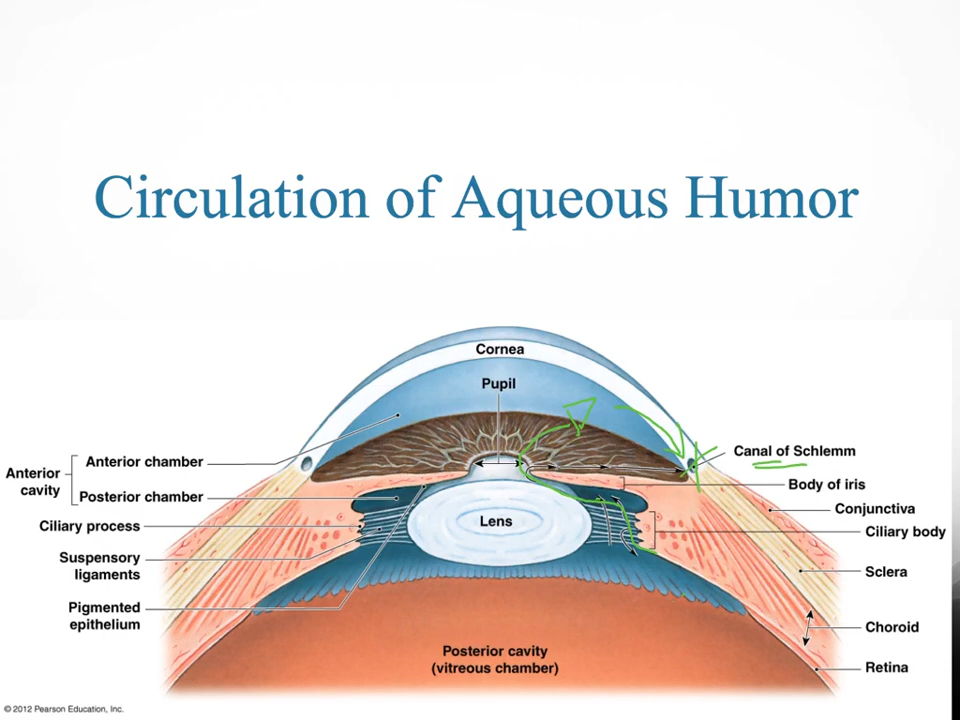 Circulation of Aqueous Humor
Cornea
Pupil
Anterior
cavity
Anterior chamber
Posterior chamber
Ciliary process
Suspensory
ligaments
Pigmented
epithelium
Lens
Canal of Schlemm
Body of iris
Conjunctiva
Ciliary body
Sclera
Choroid
Retina
Posterior cavity
(vitreous chamber)
© 2012 Pearson Education, Inc.